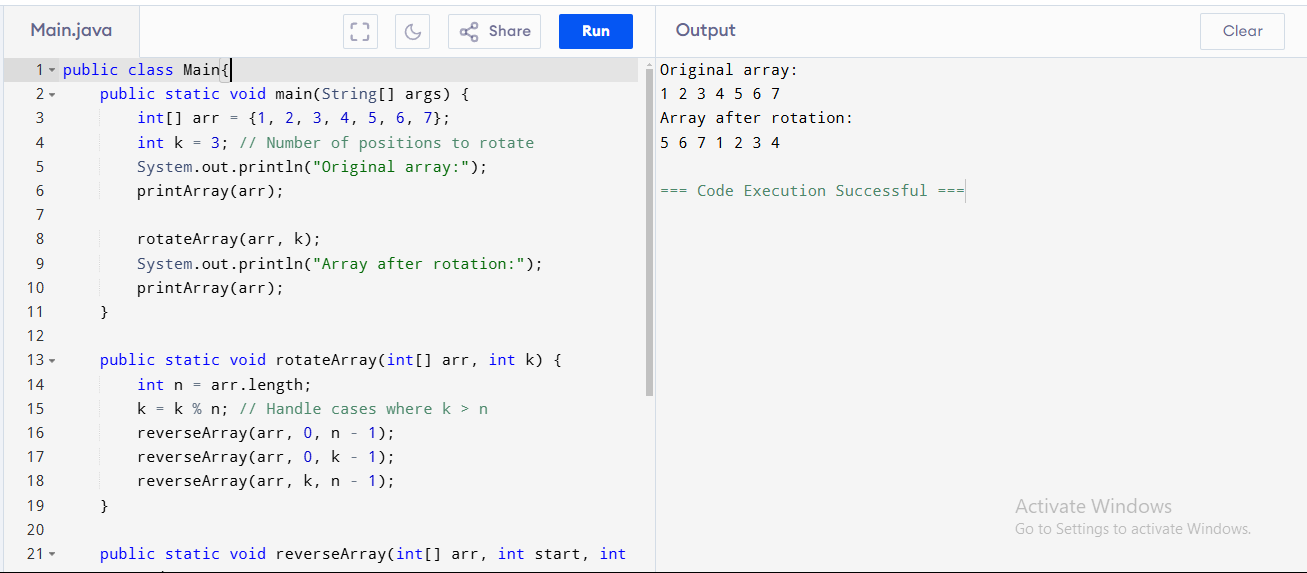 Main.java
Share
Run
Output
Clear
1 public class Main{
2 public static void main(String[] args) {
3 int[] arr = {1, 2, 3, 4, 5, 6, 7};
4 int k = 3; // Number of positions to rotate
5 System.out.println("Original array:");
6 printArray(arr);
7
8 rotateArray(arr, k);
9 System.out.println("Array after rotation:");
10 printArray(arr);
11 }
12
13 public static void rotateArray(int[] arr, int k) {
14 int n = arr.length;
15 k = k % n; // Handle cases where k > n
16 reverseArray(arr, 0, n - 1);
17 reverseArray(arr, 0, k - 1);
18 reverseArray(arr, k, n - 1);
19 }
20
21 public static void reverseArray(int[] arr, int start, int
Original array:
1 2 3 4 5 6 7
Array after rotation:
5 6 7 1 2 3 4
=== Code Execution Successful ===
Activate Windows
Go to Settings to activate Windows.